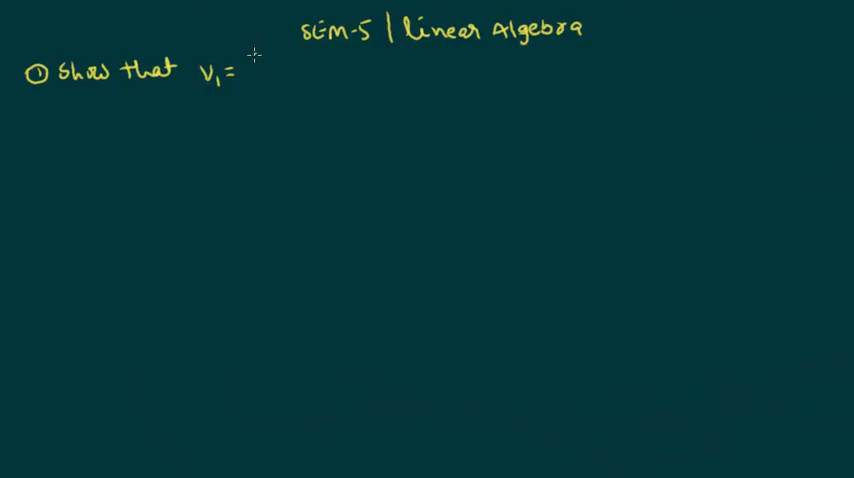 SEM-5 | linear Algebra
① Show that v₁ =